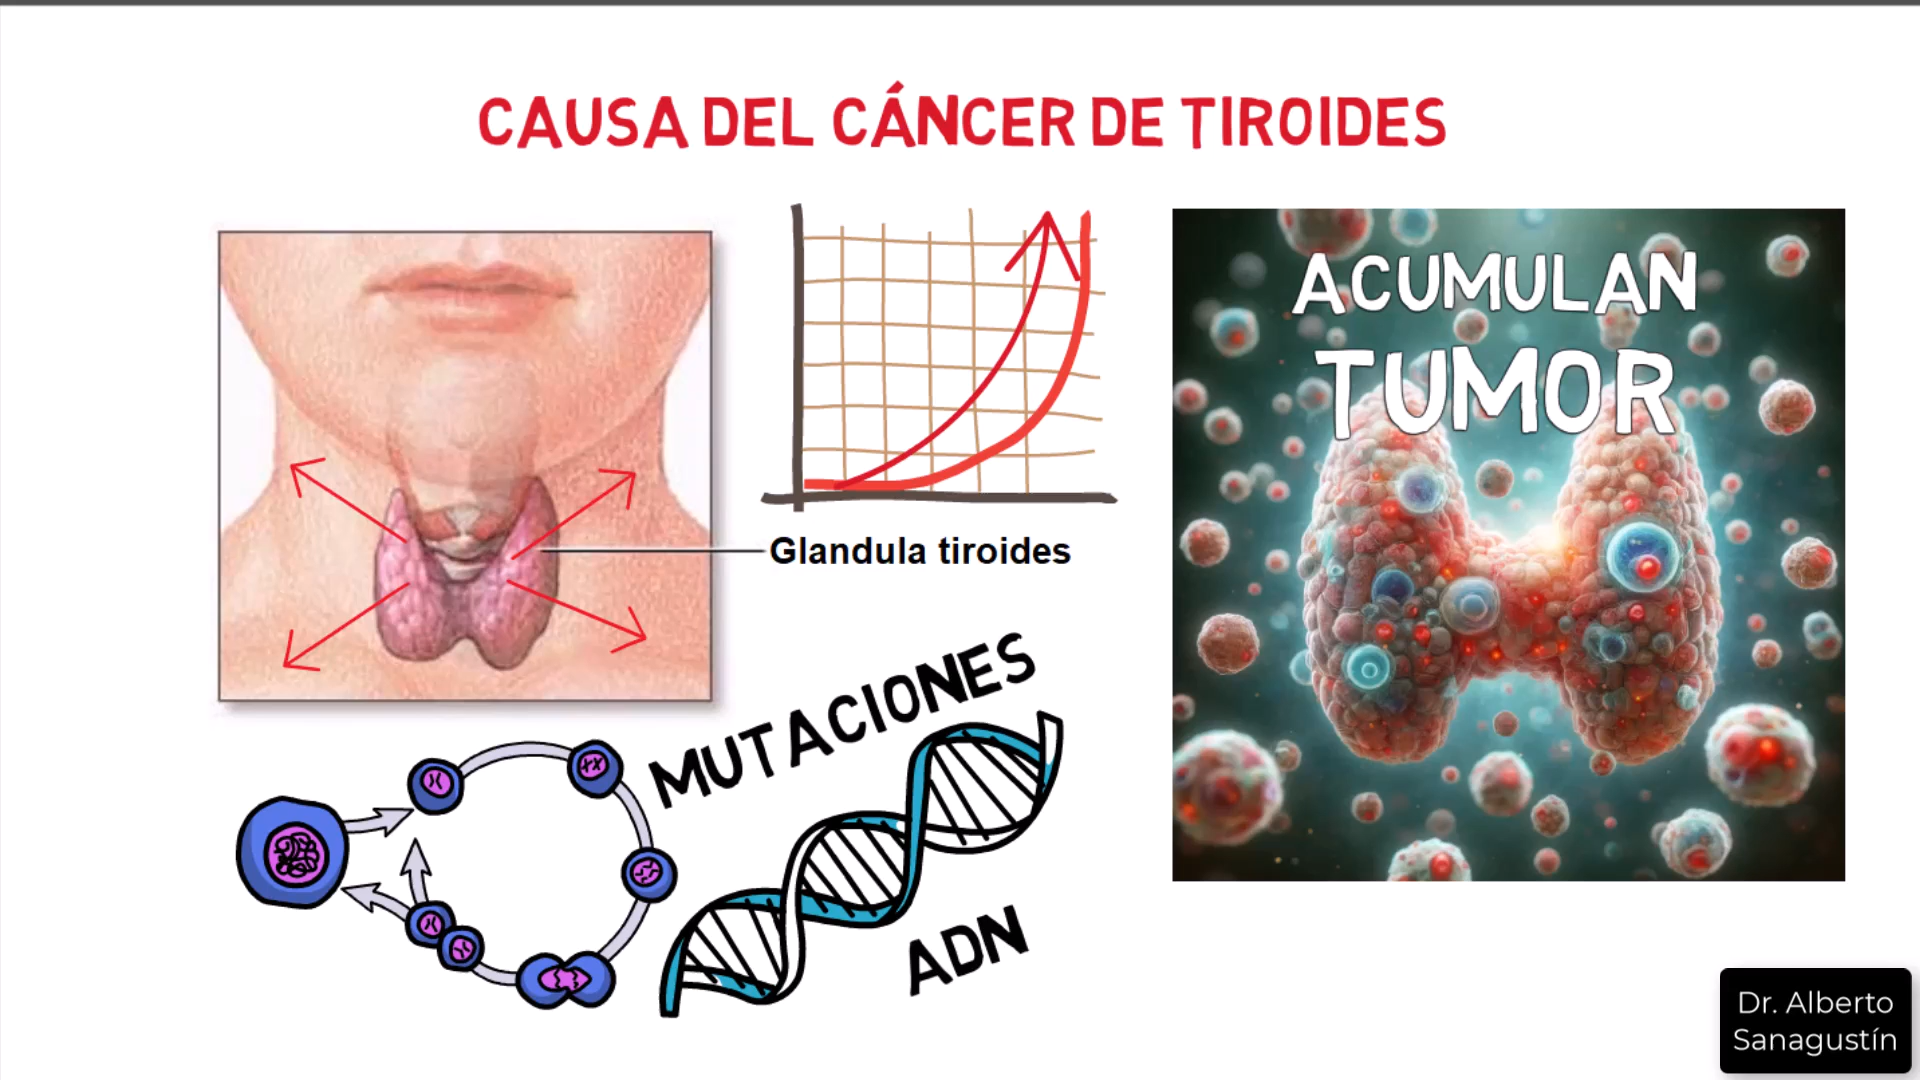 CAUSA DEL CÁNCER DE TIROIDES
ACUMULAN
TUMOR
Glandula tiroides
MUTACIONES
ADN
Dr. Alberto
Sanagustín